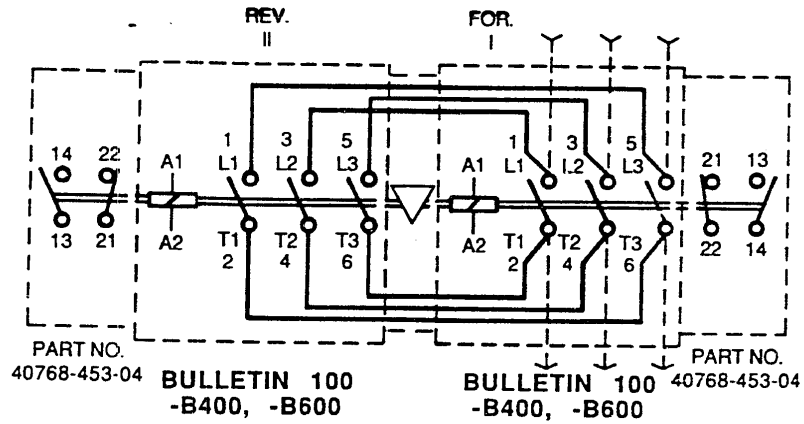 REV.
II
FOR.
I
14 22
A1
1 3 5
L1 L2 L3
A1
1 3 5
L1 L2 L3
21 13
13 21
A2
T1 T2 T3
2 4 6
A2
T1 T2 T3
2 4 6
22 14
PART NO.
40768-453-04
BULLETIN 100
-B400, -B600
BULLETIN 100
-B400, -B600
PART NO.
40768-453-04